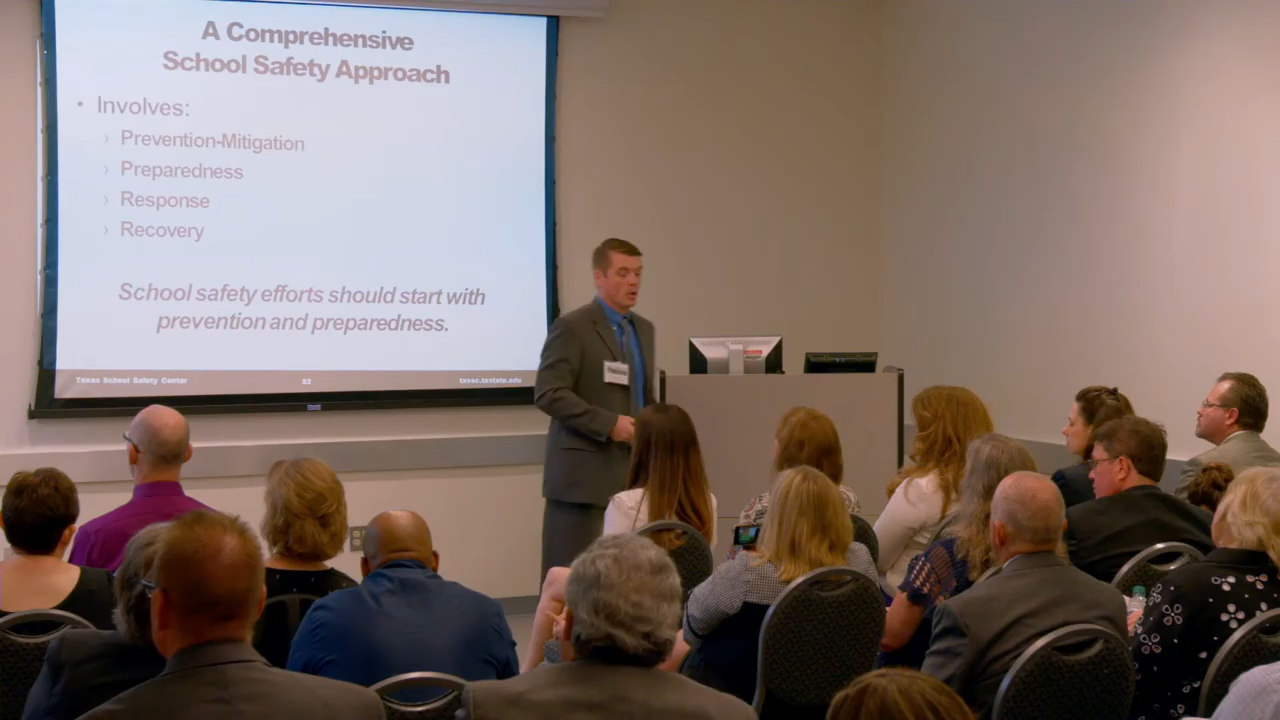 A Comprehensive
School Safety Approach
• Involves:
› Prevention-Mitigation
› Preparedness
› Response
› Recovery
School safety efforts should start with
prevention and preparedness.
Texas School Safety Center
txssc.txstate.edu